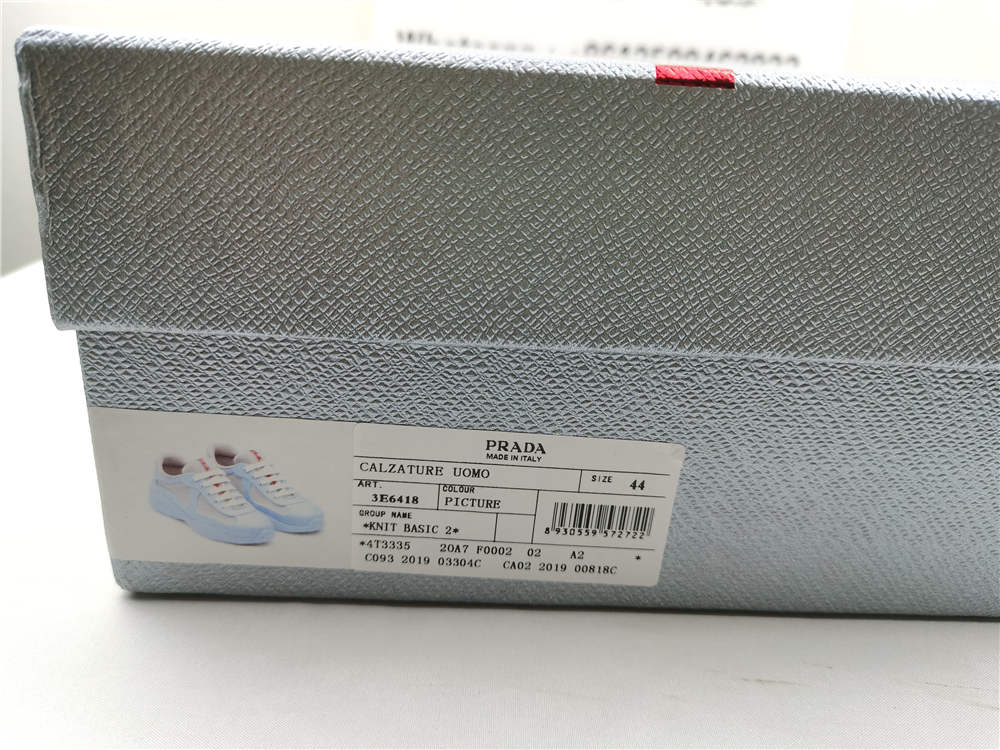 PRADA
MADE IN ITALY
CALZATURE UOMO
SIZE 44
ART.
3E6418
COLOUR
PICTURE
GROUP NAME
*KNIT BASIC 2*
8 930559 572722
*4T3335 20A7 F0002 02 A2 *
C093 2019 03304C CA02 2019 00818C